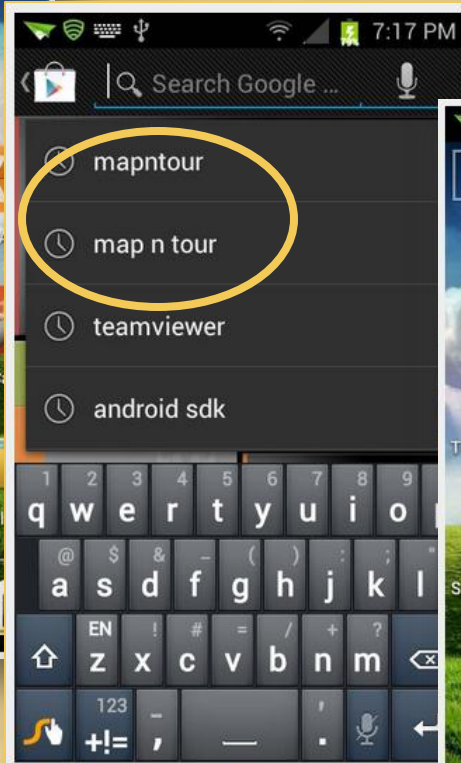 7:17 PM
Search Google ...
mapntour
map n tour
teamviewer
android sdk
1 2 3 4 5 6 7 8 9
q w e r t y u i o
@ $ & _ ( ) : ; "
a s d f g h j k l
EN ! # = / + ?
z x c v b n m
123 - '
+!= , .
T
S